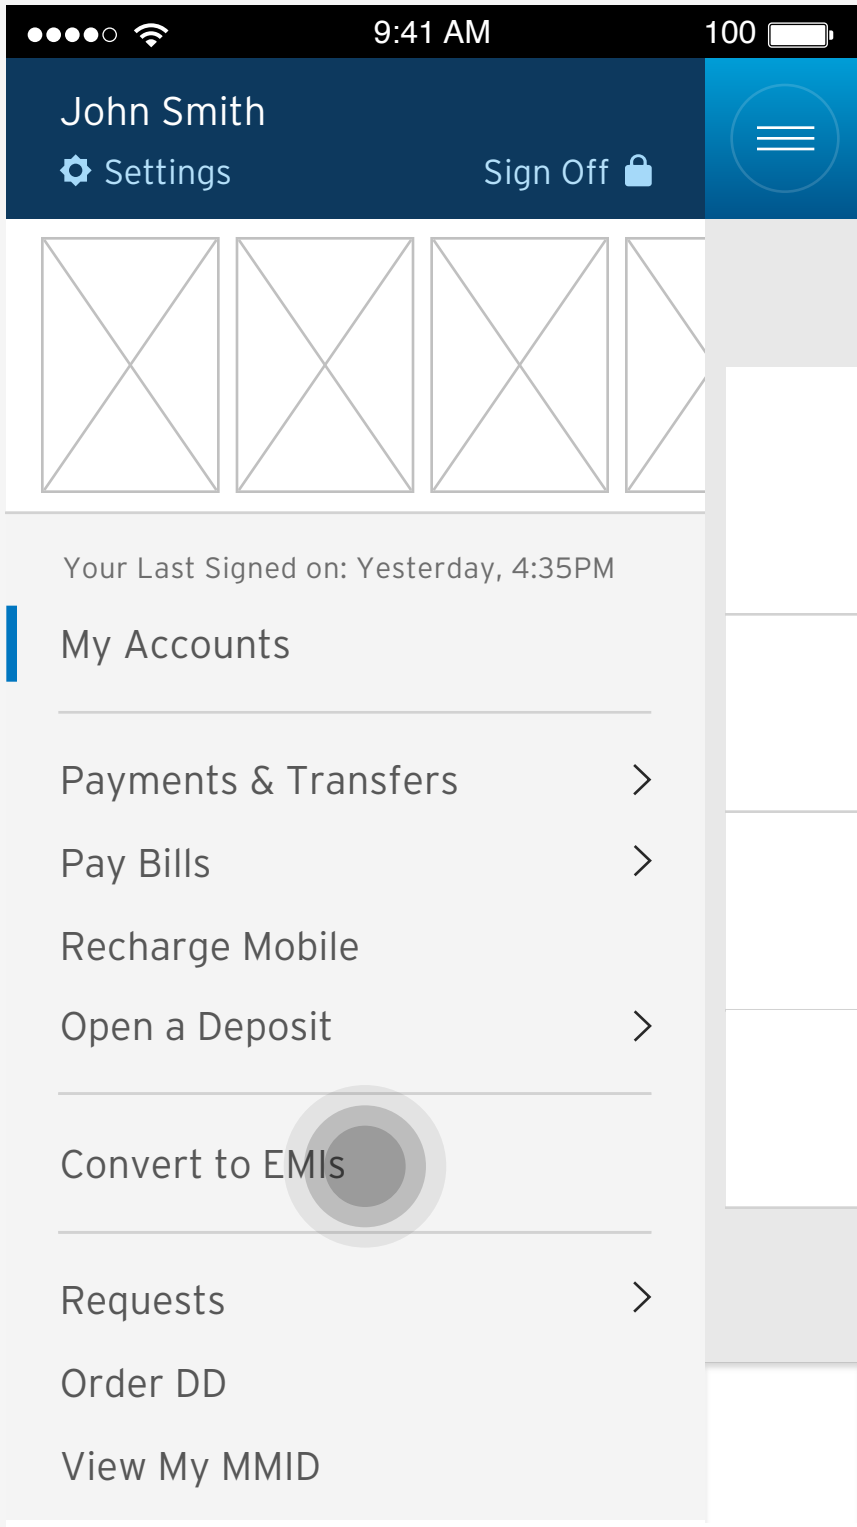 9:41 AM 100
John Smith
Settings Sign Off
Your Last Signed on: Yesterday, 4:35PM
My Accounts
Payments & Transfers
Pay Bills
Recharge Mobile
Open a Deposit
Convert to EMIs
Requests
Order DD
View My MMID